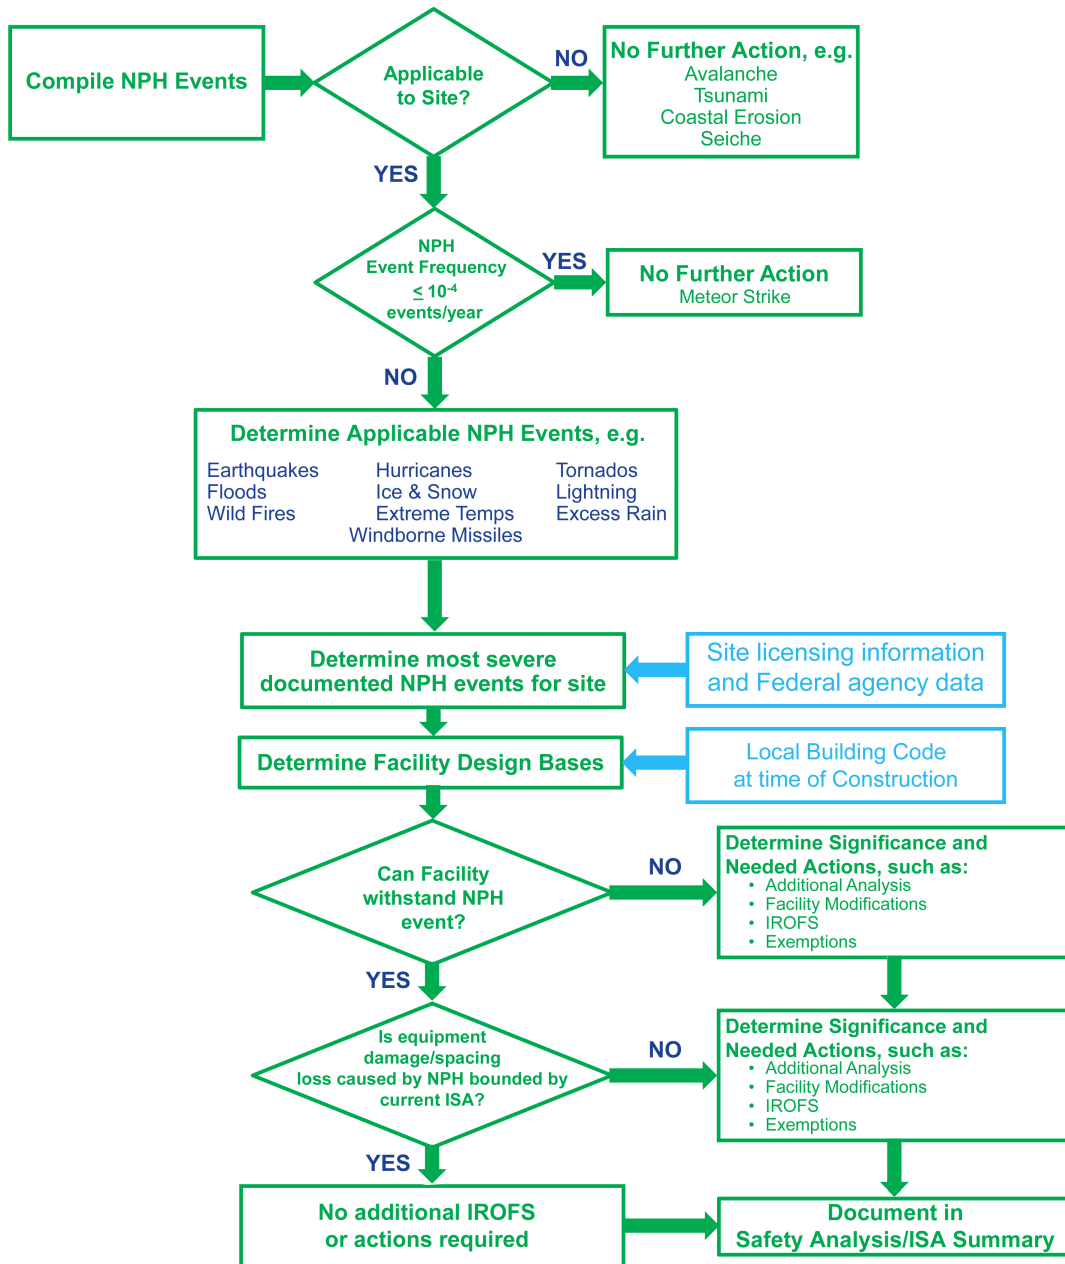 Compile NPH Events
Applicable
to Site?
NO
No Further Action, e.g.
Avalanche
Tsunami
Coastal Erosion
Seiche
YES
NPH
Event Frequency
≤ 10-4
events/year
YES
No Further Action
Meteor Strike
NO
Determine Applicable NPH Events, e.g.
Earthquakes Hurricanes Tornados
Floods Ice & Snow Lightning
Wild Fires Extreme Temps Excess Rain
Windborne Missiles
Determine most severe
documented NPH events for site
Site licensing information
and Federal agency data
Determine Facility Design Bases
Local Building Code
at time of Construction
Can Facility
withstand NPH
event?
NO
Determine Significance and
Needed Actions, such as:
• Additional Analysis
• Facility Modifications
• IROFS
• Exemptions
YES
Is equipment
damage/spacing
loss caused by NPH bounded by
current ISA?
NO
Determine Significance and
Needed Actions, such as:
• Additional Analysis
• Facility Modifications
• IROFS
• Exemptions
YES
No additional IROFS
or actions required
Document in
Safety Analysis/ISA Summary